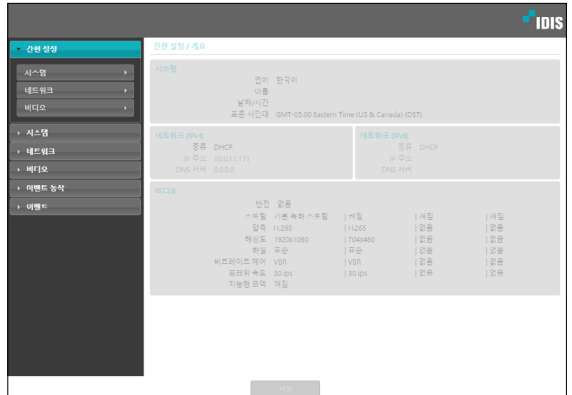 IDIS
간편 설정
시스템
네트워크
비디오
시스템
네트워크
비디오
이벤트 동작
이벤트
간편 설정 / 개요
시스템
언어 한국어
이름
날짜/시간
표준 시간대 GMT-05:00 Eastern Time (US & Canada) (DST)
네트워크 (IPv4)
종류 DHCP
IP 주소 10.0.11.111
DNS 서버 0.0.0.0
네트워크 (IPv6)
종류 DHCP
IP 주소
DNS 서버
비디오
반전 없음
스트림 기본 녹화 스트림 | 켜짐 | 꺼짐 | 꺼짐
압축 H.265 | H.265 | 없음 | 없음
해상도 1920x1080 | 704x480 | 없음 | 없음
화질 표준 | 표준 | 없음 | 없음
비트레이트 제어 VBR | VBR | 없음 | 없음
프레임 속도 30 ips | 30 ips | 없음 | 없음
지능형 코덱 꺼짐
저장